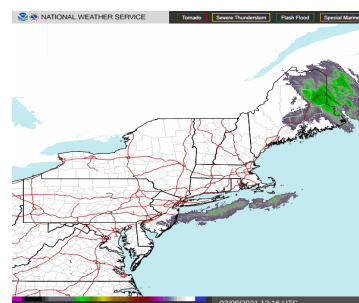 NATIONAL WEATHER SERVICE
Tornado
Severe Thunderstorm
Flash Flood
Special Marine